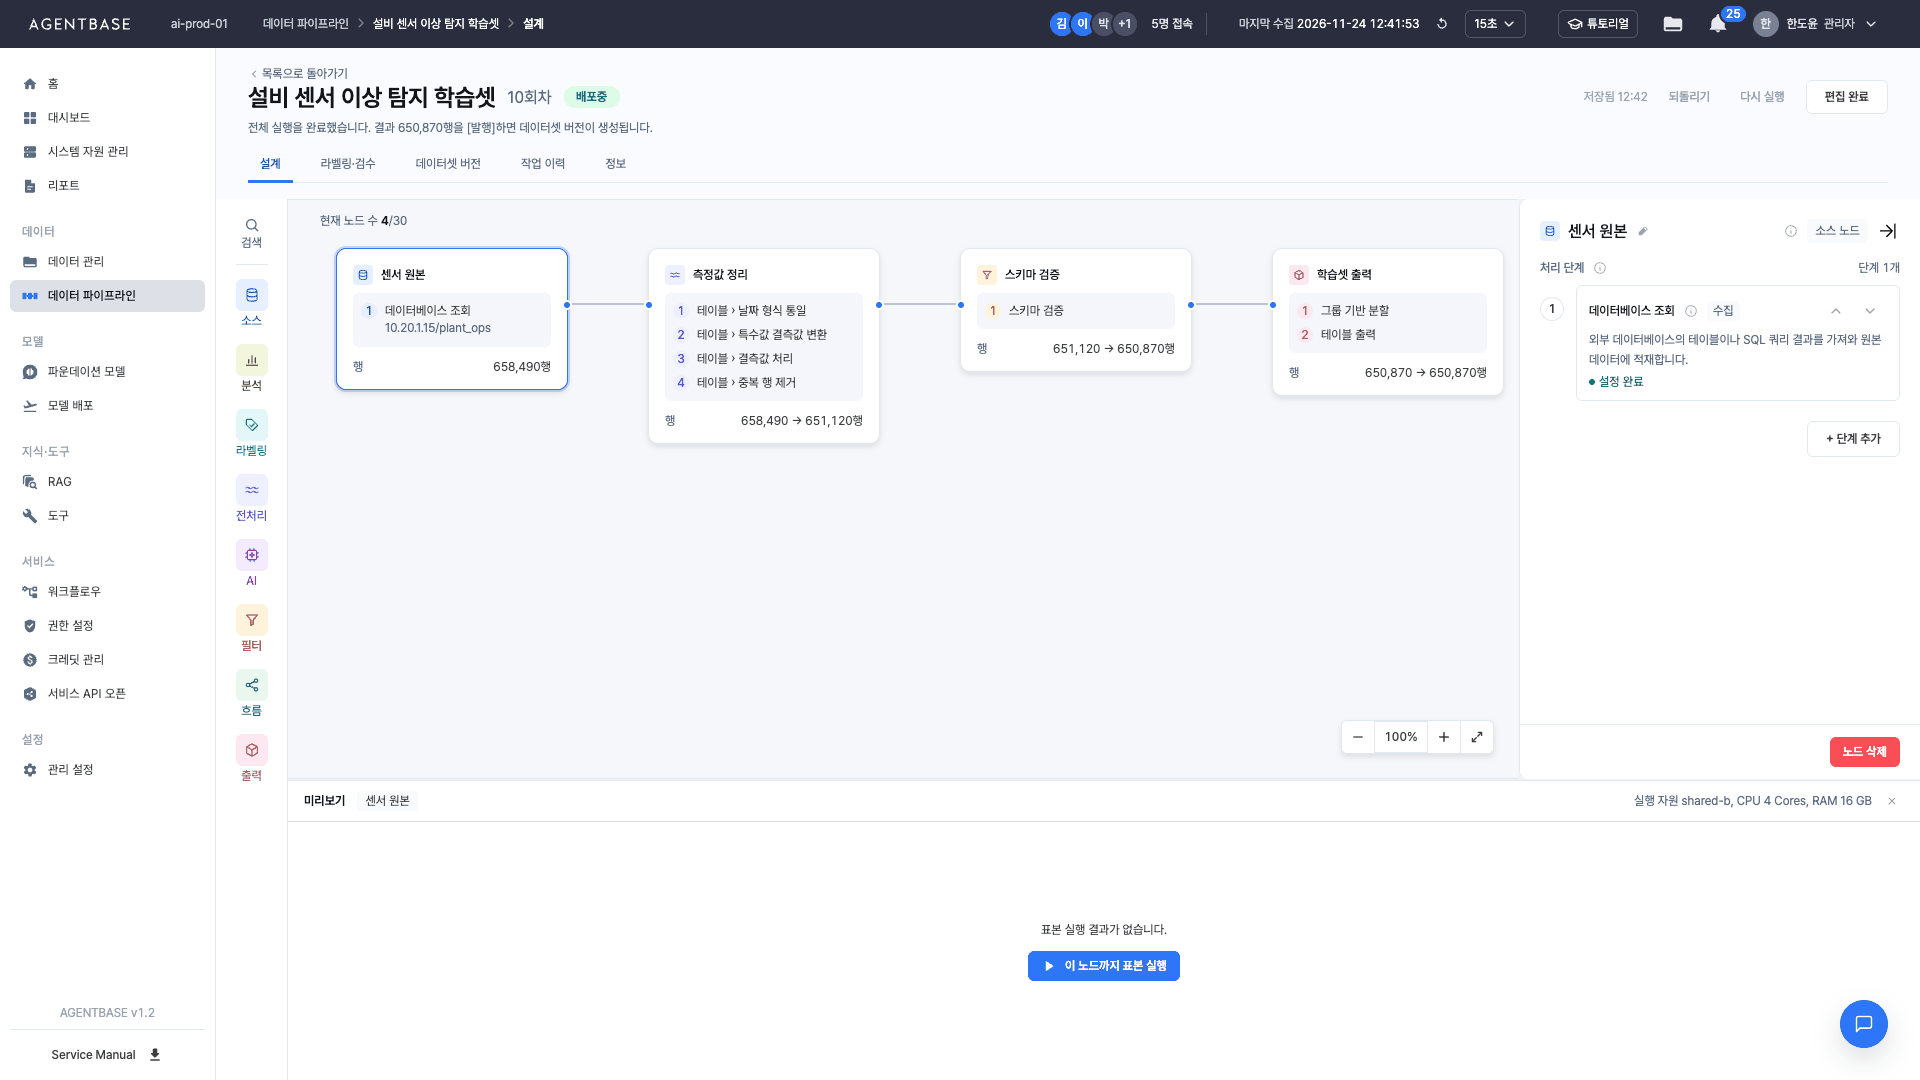 AGENTBASE
ai-prod-01
데이터 파이프라인 > 설비 센서 이상 탐지 학습셋 > 설계
김 이 박 +1 5명 접속
마지막 수집 2026-11-24 12:41:53
15초
튜토리얼
25
한 한도윤 관리자
홈
대시보드
시스템 자원 관리
리포트
데이터
데이터 관리
데이터 파이프라인
모델
파운데이션 모델
모델 배포
지식·도구
RAG
도구
서비스
워크플로우
권한 설정
크레딧 관리
서비스 API 오픈
설정
관리 설정
AGENTBASE v1.2
Service Manual
목록으로 돌아가기
설비 센서 이상 탐지 학습셋 10회차 배포중
전체 실행을 완료했습니다. 결과 650,870행을 [발행]하면 데이터셋 버전이 생성됩니다.
저장됨 12:42 되돌리기 다시 실행 편집 완료
설계 라벨링·검수 데이터셋 버전 작업 이력 정보
검색
소스
분석
라벨링
전처리
AI
필터
흐름
출력
현재 노드 수 4/30
센서 원본
1 데이터베이스 조회
10.20.1.15/plant_ops
행 658,490행
측정값 정리
1 테이블 › 날짜 형식 통일
2 테이블 › 특수값 결측값 변환
3 테이블 › 결측값 처리
4 테이블 › 중복 행 제거
행 658,490 → 651,120행
스키마 검증
1 스키마 검증
행 651,120 → 650,870행
학습셋 출력
1 그룹 기반 분할
2 테이블 출력
행 650,870 → 650,870행
100%
센서 원본 소스 노드
처리 단계 단계 1개
1 데이터베이스 조회 수집
외부 데이터베이스의 테이블이나 SQL 쿼리 결과를 가져와 원본
데이터에 적재합니다.
설정 완료
+ 단계 추가
노드 삭제
미리보기 센서 원본
실행 자원 shared-b, CPU 4 Cores, RAM 16 GB
표본 실행 결과가 없습니다.
이 노드까지 표본 실행